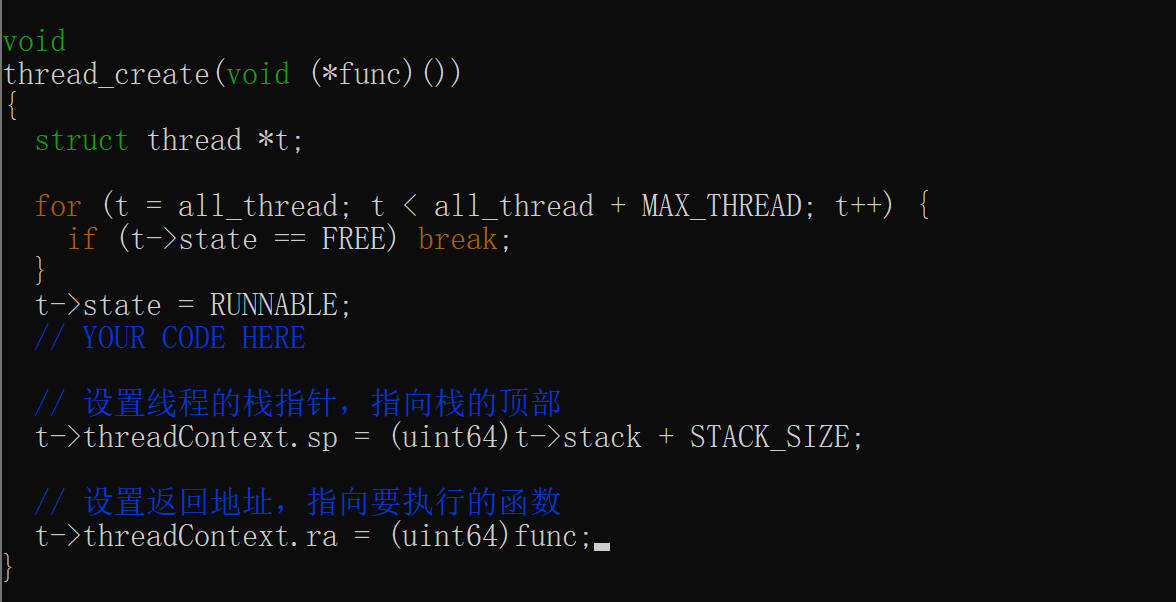 void
thread_create(void (*func)())
{
  struct thread *t;

  for (t = all_thread; t < all_thread + MAX_THREAD; t++) {
    if (t->state == FREE) break;
  }
  t->state = RUNNABLE;
  // YOUR CODE HERE

  // 设置线程的栈指针，指向栈的顶部
  t->threadContext.sp = (uint64)t->stack + STACK_SIZE;

  // 设置返回地址，指向要执行的函数
  t->threadContext.ra = (uint64)func;
}